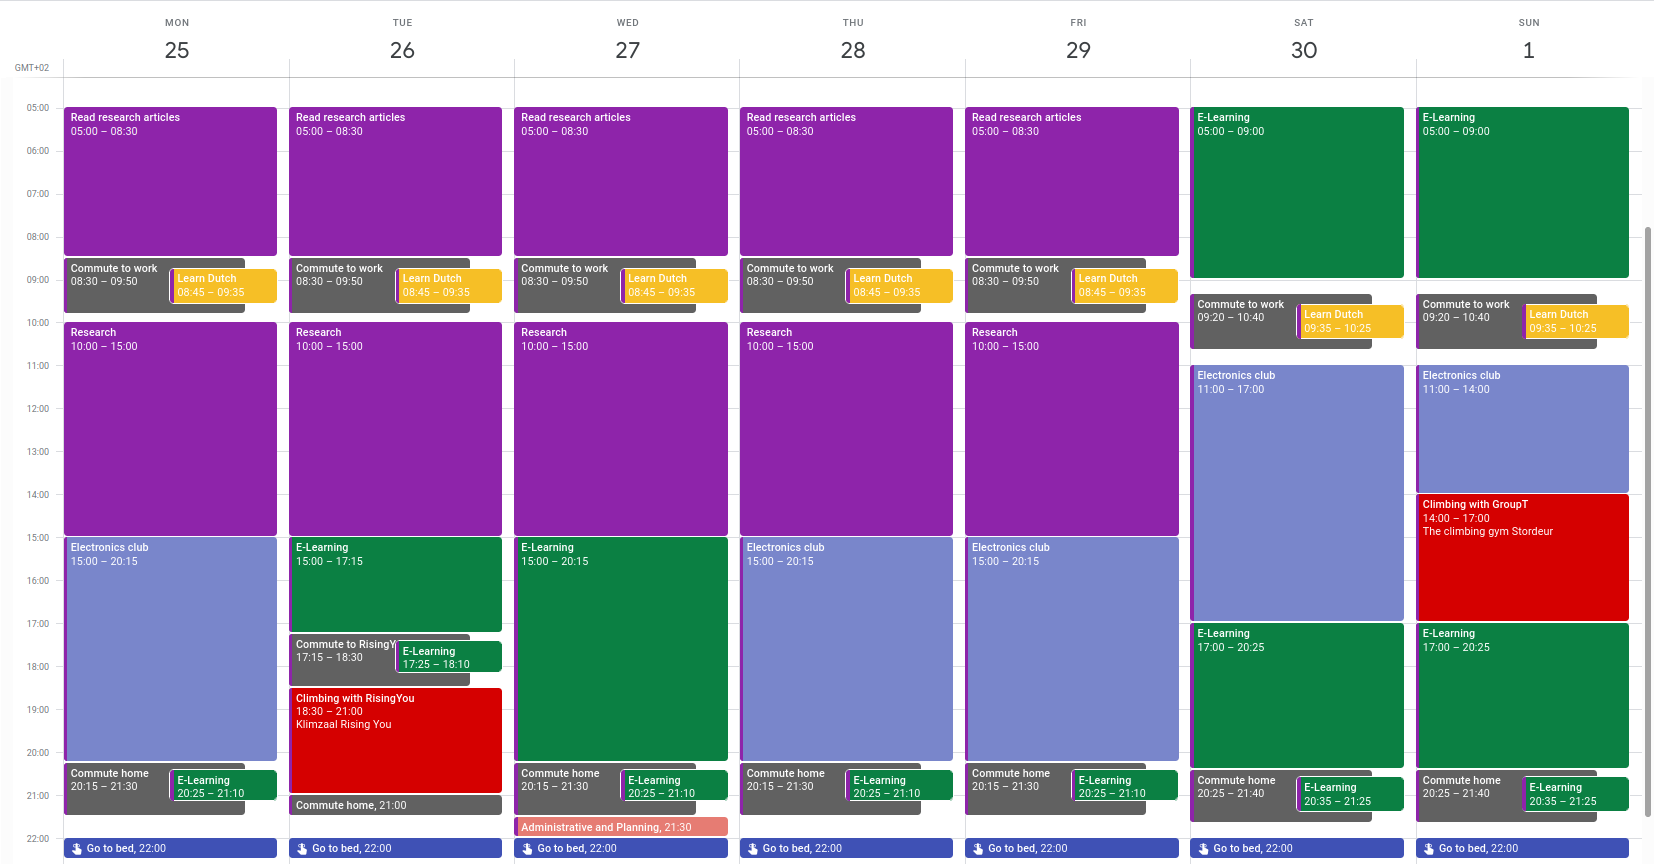 MON
25
TUE
26
WED
27
THU
28
FRI
29
SAT
30
SUN
1
GMT+02
05:00
06:00
07:00
08:00
09:00
10:00
11:00
12:00
13:00
14:00
15:00
16:00
17:00
18:00
19:00
20:00
21:00
22:00
Read research articles
05:00 – 08:30
Commute to work
08:30 – 09:50
Learn Dutch
08:45 – 09:35
Research
10:00 – 15:00
Electronics club
15:00 – 20:15
Commute home
20:15 – 21:30
E-Learning
20:25 – 21:10
Go to bed, 22:00
Read research articles
05:00 – 08:30
Commute to work
08:30 – 09:50
Learn Dutch
08:45 – 09:35
Research
10:00 – 15:00
E-Learning
15:00 – 17:15
Commute to RisingY
17:15 – 18:30
E-Learning
17:25 – 18:10
Climbing with RisingYou
18:30 – 21:00
Klimzaal Rising You
Commute home, 21:00
Go to bed, 22:00
Read research articles
05:00 – 08:30
Commute to work
08:30 – 09:50
Learn Dutch
08:45 – 09:35
Research
10:00 – 15:00
E-Learning
15:00 – 20:15
Commute home
20:15 – 21:30
E-Learning
20:25 – 21:10
Administrative and Planning, 21:30
Go to bed, 22:00
Read research articles
05:00 – 08:30
Commute to work
08:30 – 09:50
Learn Dutch
08:45 – 09:35
Research
10:00 – 15:00
Electronics club
15:00 – 20:15
Commute home
20:15 – 21:30
E-Learning
20:25 – 21:10
Go to bed, 22:00
Read research articles
05:00 – 08:30
Commute to work
08:30 – 09:50
Learn Dutch
08:45 – 09:35
Research
10:00 – 15:00
Electronics club
15:00 – 20:15
Commute home
20:15 – 21:30
E-Learning
20:25 – 21:10
Go to bed, 22:00
E-Learning
05:00 – 09:00
Commute to work
09:20 – 10:40
Learn Dutch
09:35 – 10:25
Electronics club
11:00 – 17:00
E-Learning
17:00 – 20:25
Commute home
20:25 – 21:40
E-Learning
20:35 – 21:25
Go to bed, 22:00
E-Learning
05:00 – 09:00
Commute to work
09:20 – 10:40
Learn Dutch
09:35 – 10:25
Electronics club
11:00 – 14:00
Climbing with GroupT
14:00 – 17:00
The climbing gym Stordeur
E-Learning
17:00 – 20:25
Commute home
20:25 – 21:40
E-Learning
20:35 – 21:25
Go to bed, 22:00